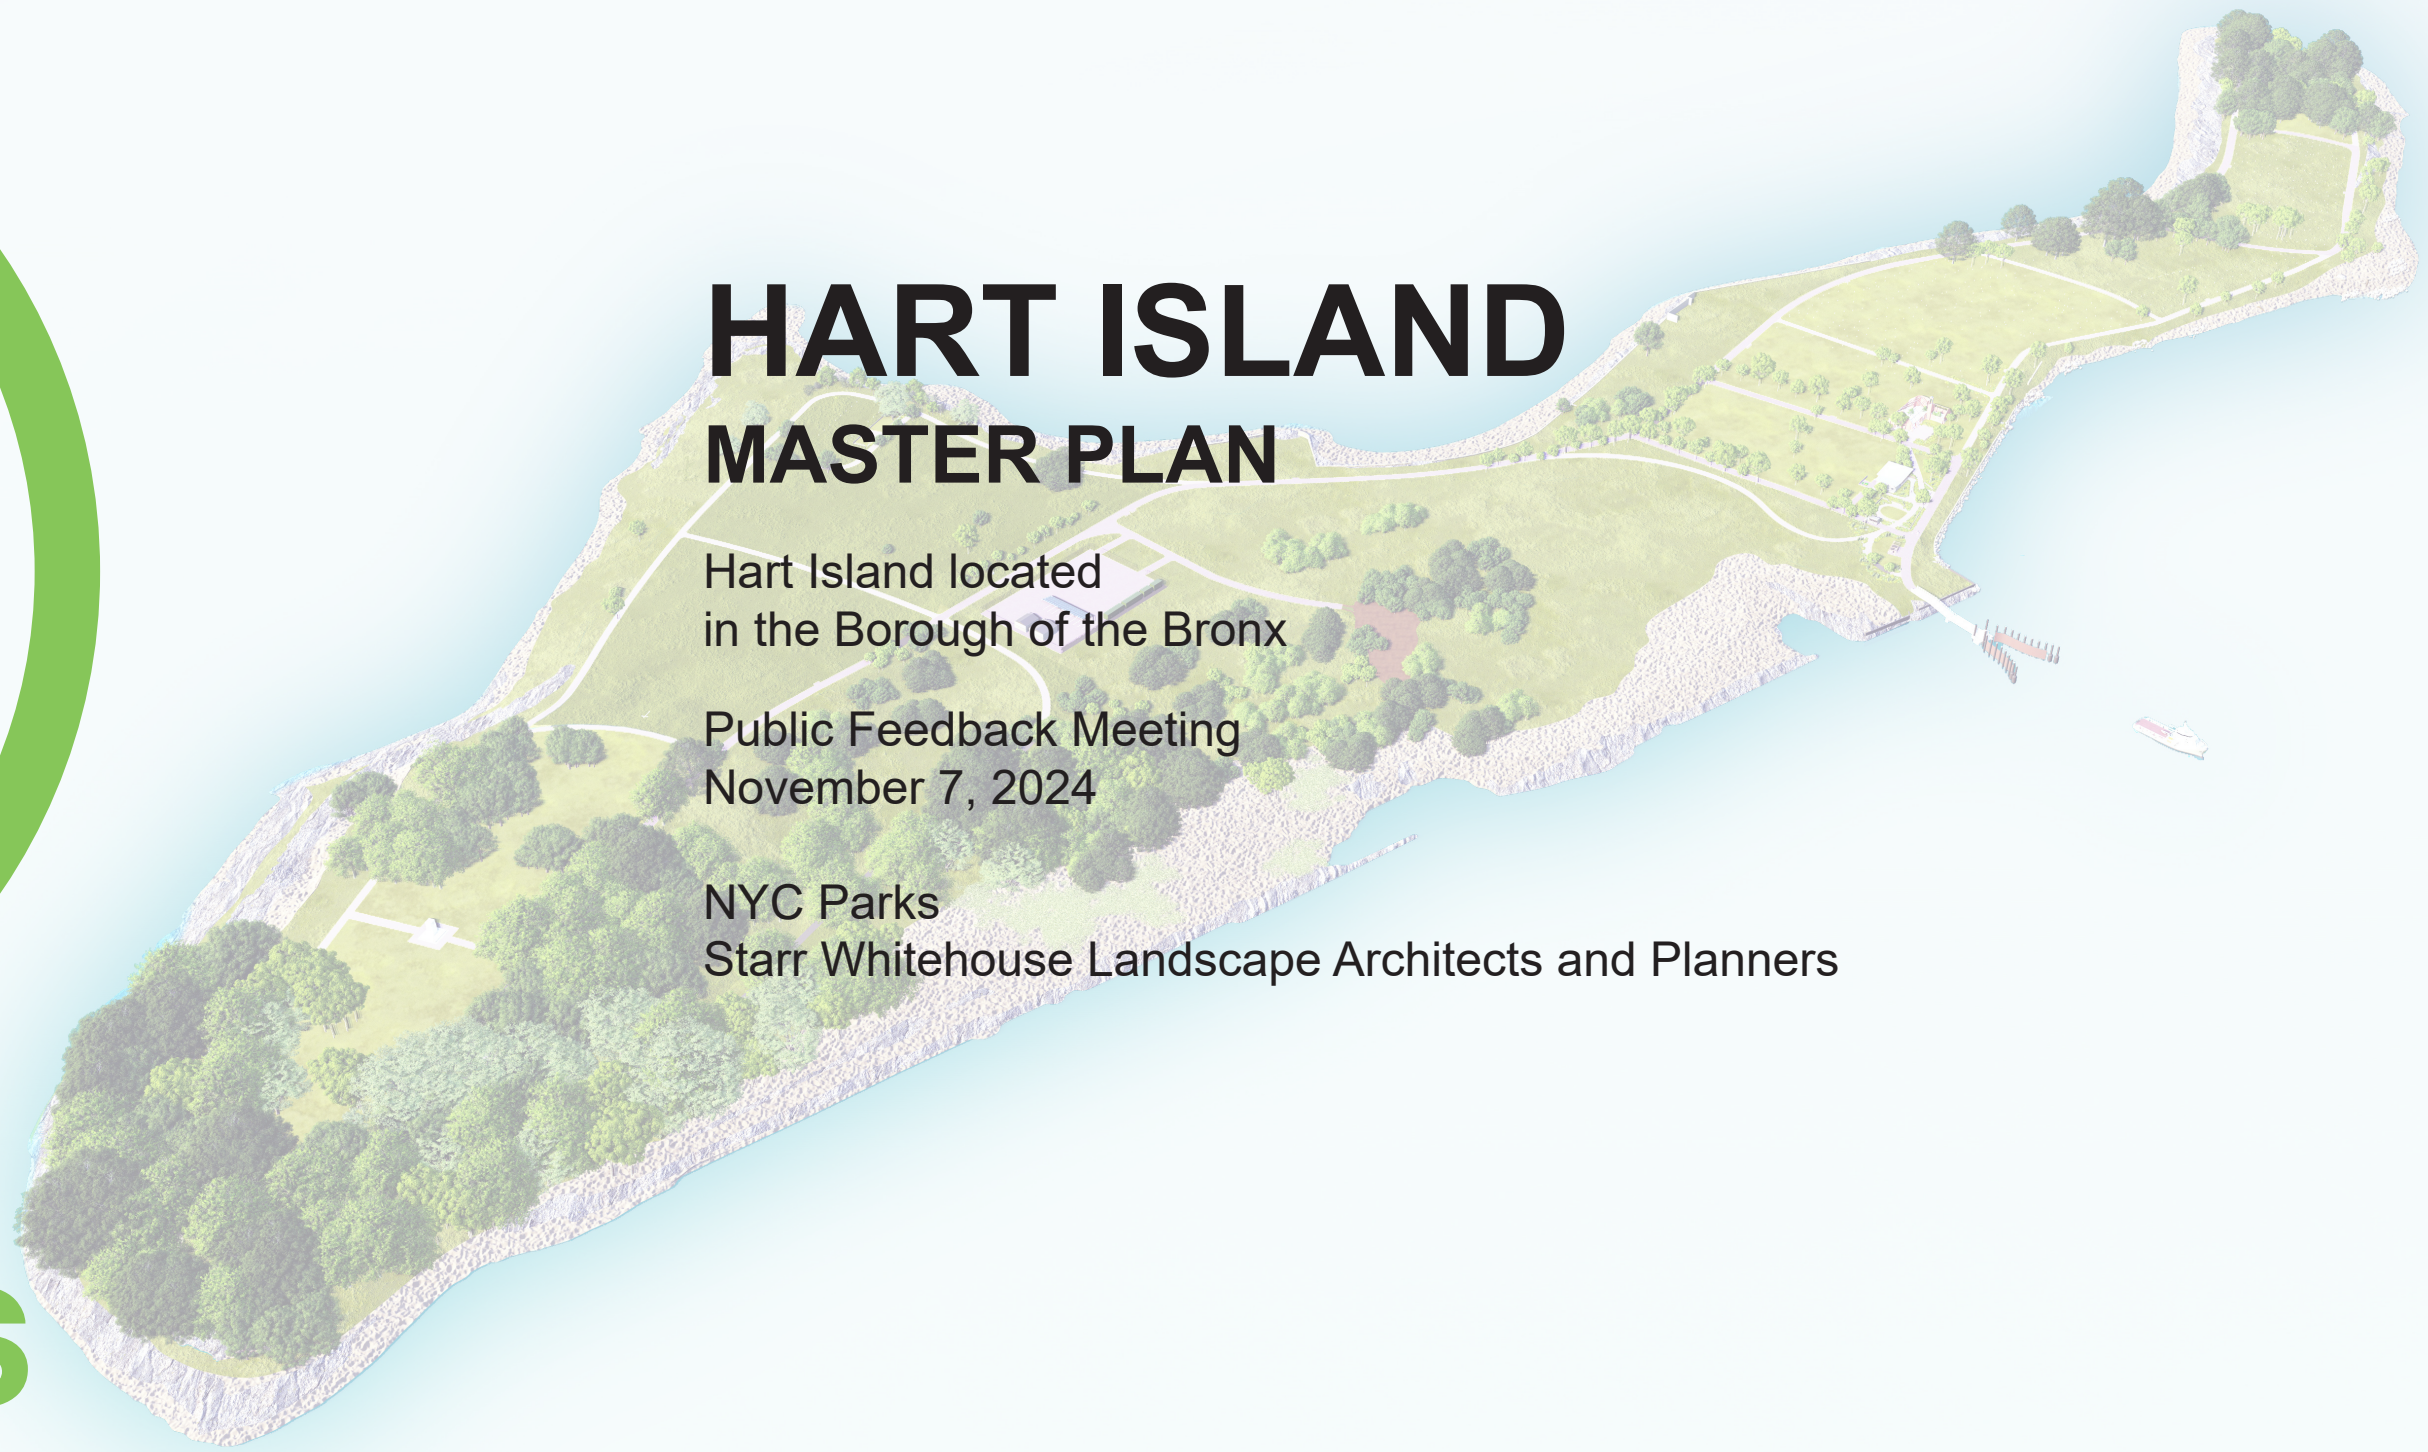 HART ISLAND
MASTER PLAN
Hart Island located
in the Borough of the Bronx
Public Feedback Meeting
November 7, 2024
NYC Parks
Starr Whitehouse Landscape Architects and Planners